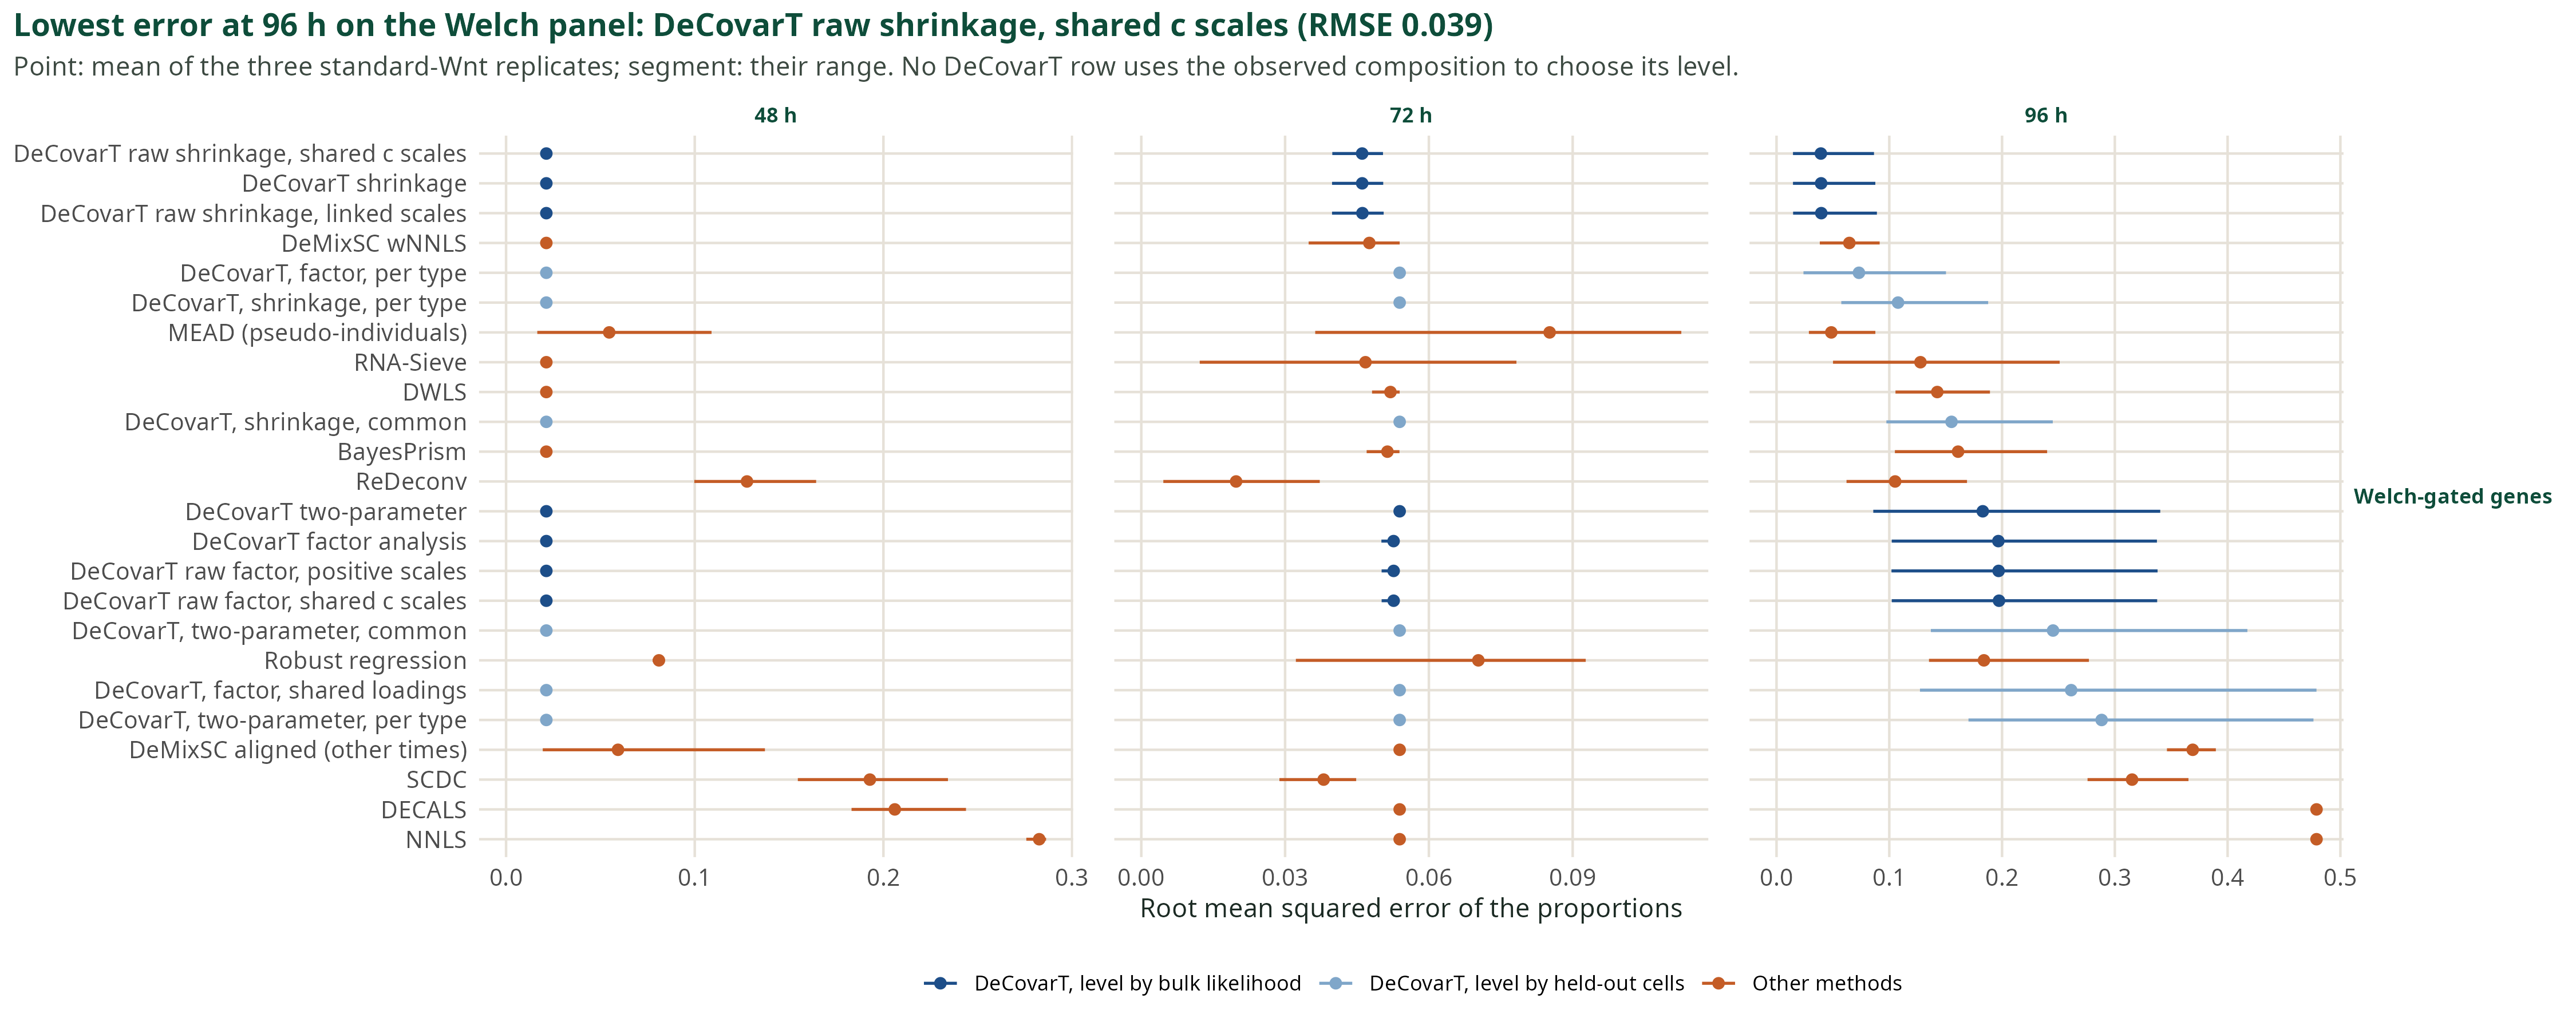 Lowest error at 96 h on the Welch panel: DeCovarT raw shrinkage, shared c scales (RMSE 0.039)
Point: mean of the three standard-Wnt replicates; segment: their range. No DeCovarT row uses the observed composition to choose its level.
48 h
72 h
96 h
DeCovarT raw shrinkage, shared c scales
DeCovarT shrinkage
DeCovarT raw shrinkage, linked scales
DeMixSC wNNLS
DeCovarT, factor, per type
DeCovarT, shrinkage, per type
MEAD (pseudo-individuals)
RNA-Sieve
DWLS
DeCovarT, shrinkage, common
BayesPrism
ReDeconv
DeCovarT two-parameter
DeCovarT factor analysis
DeCovarT raw factor, positive scales
DeCovarT raw factor, shared c scales
DeCovarT, two-parameter, common
Robust regression
DeCovarT, factor, shared loadings
DeCovarT, two-parameter, per type
DeMixSC aligned (other times)
SCDC
DECALS
NNLS
Welch-gated genes
0.0 0.1 0.2 0.3
0.00 0.03 0.06 0.09
0.0 0.1 0.2 0.3 0.4 0.5
Root mean squared error of the proportions
DeCovarT, level by bulk likelihood
DeCovarT, level by held-out cells
Other methods